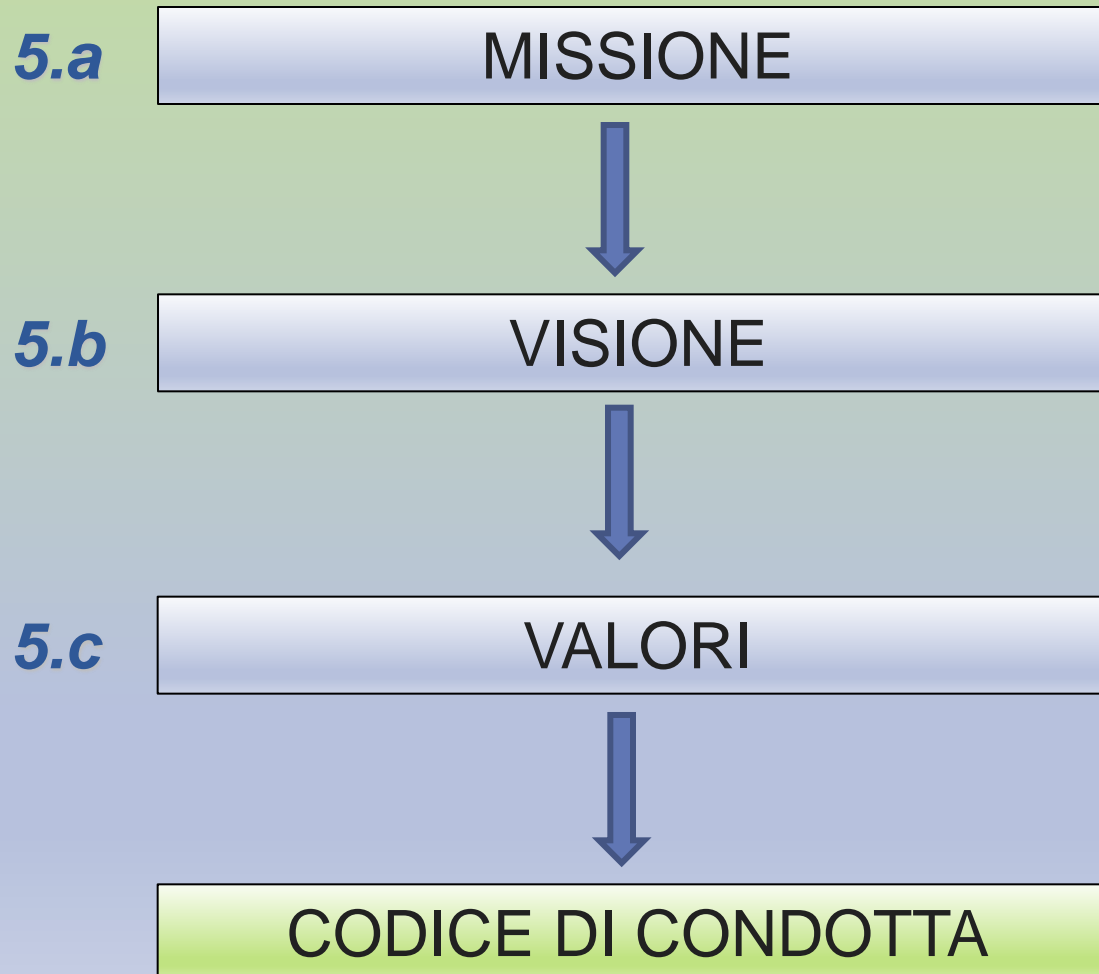 5.a MISSIONE
5.b VISIONE
5.c VALORI
CODICE DI CONDOTTA